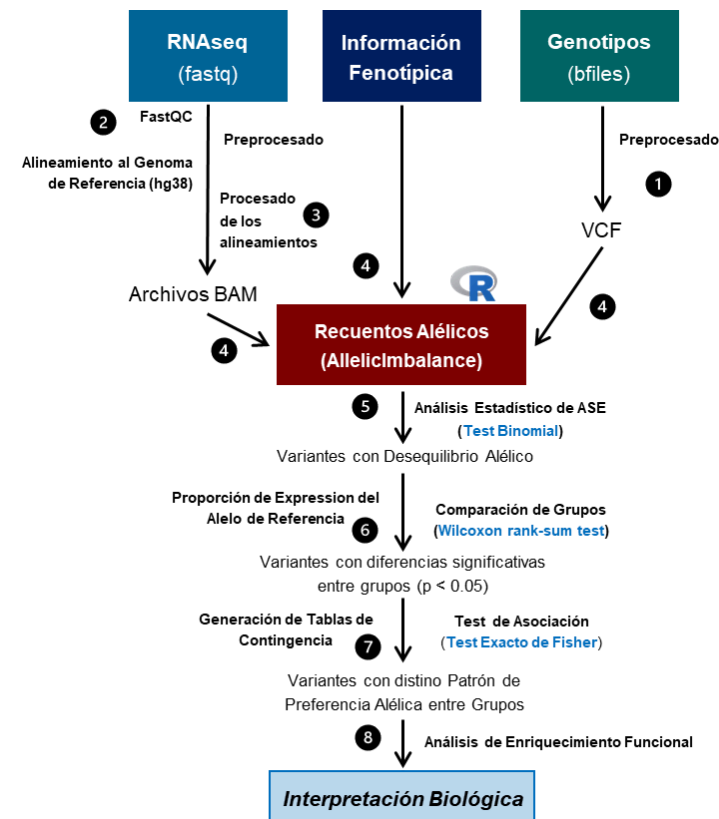 RNAseq
(fastq)
Información
Fenotípica
Genotipos
(bfiles)
2
FastQC
Preprocesado
Alineamiento al Genoma
de Referencia (hg38)
Procesado
de los
alineamientos
3
Preprocesado
1
VCF
Archivos BAM
4
R
4
4
Recuentos Alélicos
(AllelicImbalance)
5
Análisis Estadístico de ASE
(Test Binomial)
Variantes con Desequilibrio Alélico
Proporción de Expression del
Alelo de Referencia
6
Comparación de Grupos
(Wilcoxon rank-sum test)
Variantes con diferencias significativas
entre grupos (p < 0.05)
Generación de Tablas de
Contingencia
7
Test de Asociación
(Test Exacto de Fisher)
Variantes con distino Patrón de
Preferencia Alélica entre Grupos
8
Análisis de Enriquecimiento Funcional
Interpretación Biológica